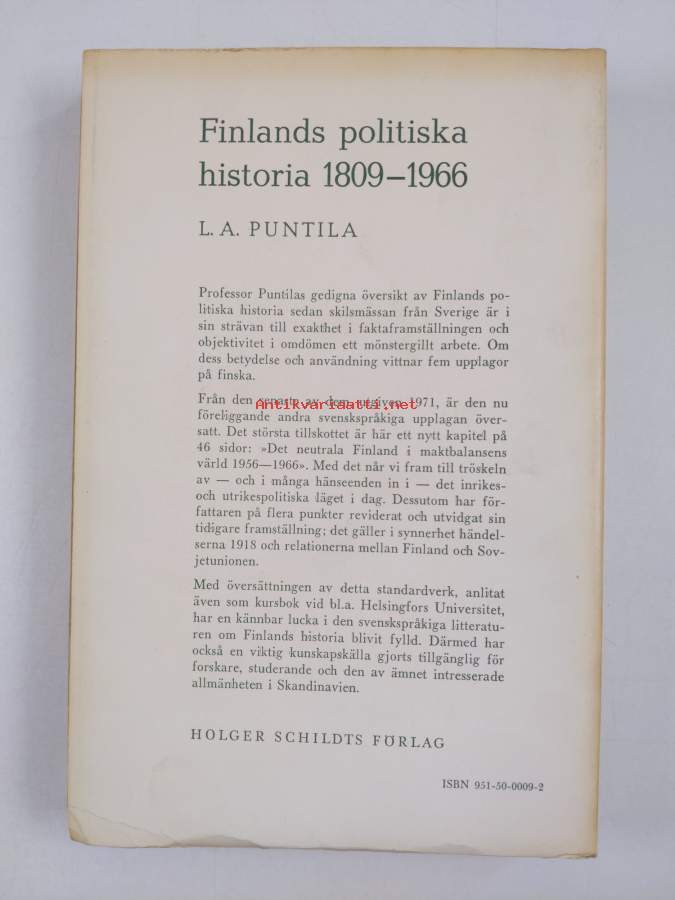 Finlands politiska
historia 1809–1966
L. A. PUNTILA
Professor Puntilas gedigna översikt av Finlands po-
litiska historia sedan skilsmässan från Sverige är i
sin strävan till exakthet i faktaframställningen och
objektivitet i omdömen ett mönstergillt arbete. Om
dess betydelse och användning vittnar fem upplagor
på finska.
Från den senaste av dem, utgiven 1971, är den nu
Antikvariaatti.net
föreliggande andra svenskspråkiga upplagan över-
satt. Det största tillskottet är här ett nytt kapitel på
46 sidor: »Det neutrala Finland i maktbalansens
värld 1956—1966». Med det når vi fram till tröskeln
av — och i många hänseenden in i — det inrikes-
och utrikespolitiska läget i dag. Dessutom har för-
fattaren på flera punkter reviderat och utvidgat sin
tidigare framställning; det gäller i synnerhet händel-
serna 1918 och relationerna mellan Finland och Sov-
jetunionen.
Med översättningen av detta standardverk, anlitat
även som kursbok vid bl.a. Helsingfors Universitet,
har en kännbar lucka i den svenskspråkiga litteratu-
ren om Finlands historia blivit fylld. Därmed har
också en viktig kunskapskälla gjorts tillgänglig för
forskare, studerande och den av ämnet intresserade
allmänheten i Skandinavien.
HOLGER SCHILDTS FÖRLAG
ISBN 951-50-0009-2